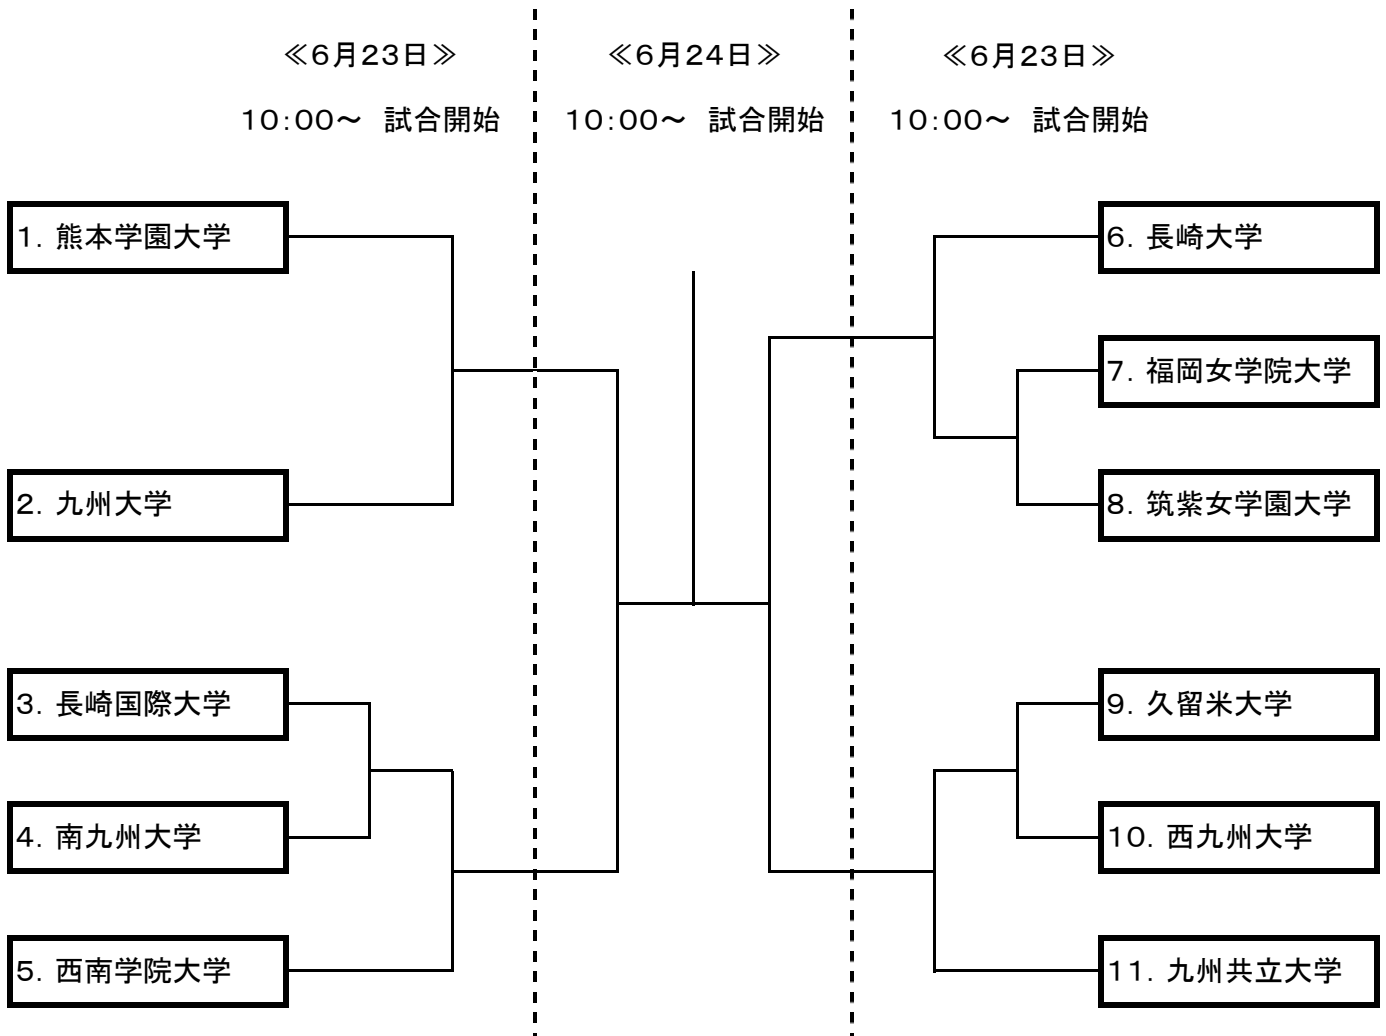 ≪6月23日≫
10:00～　試合開始
≪6月24日≫
10:00～　試合開始
≪6月23日≫
10:00～　試合開始
1. 熊本学園大学
2. 九州大学
3. 長崎国際大学
4. 南九州大学
5. 西南学院大学
6. 長崎大学
7. 福岡女学院大学
8. 筑紫女学園大学
9. 久留米大学
10. 西九州大学
11. 九州共立大学